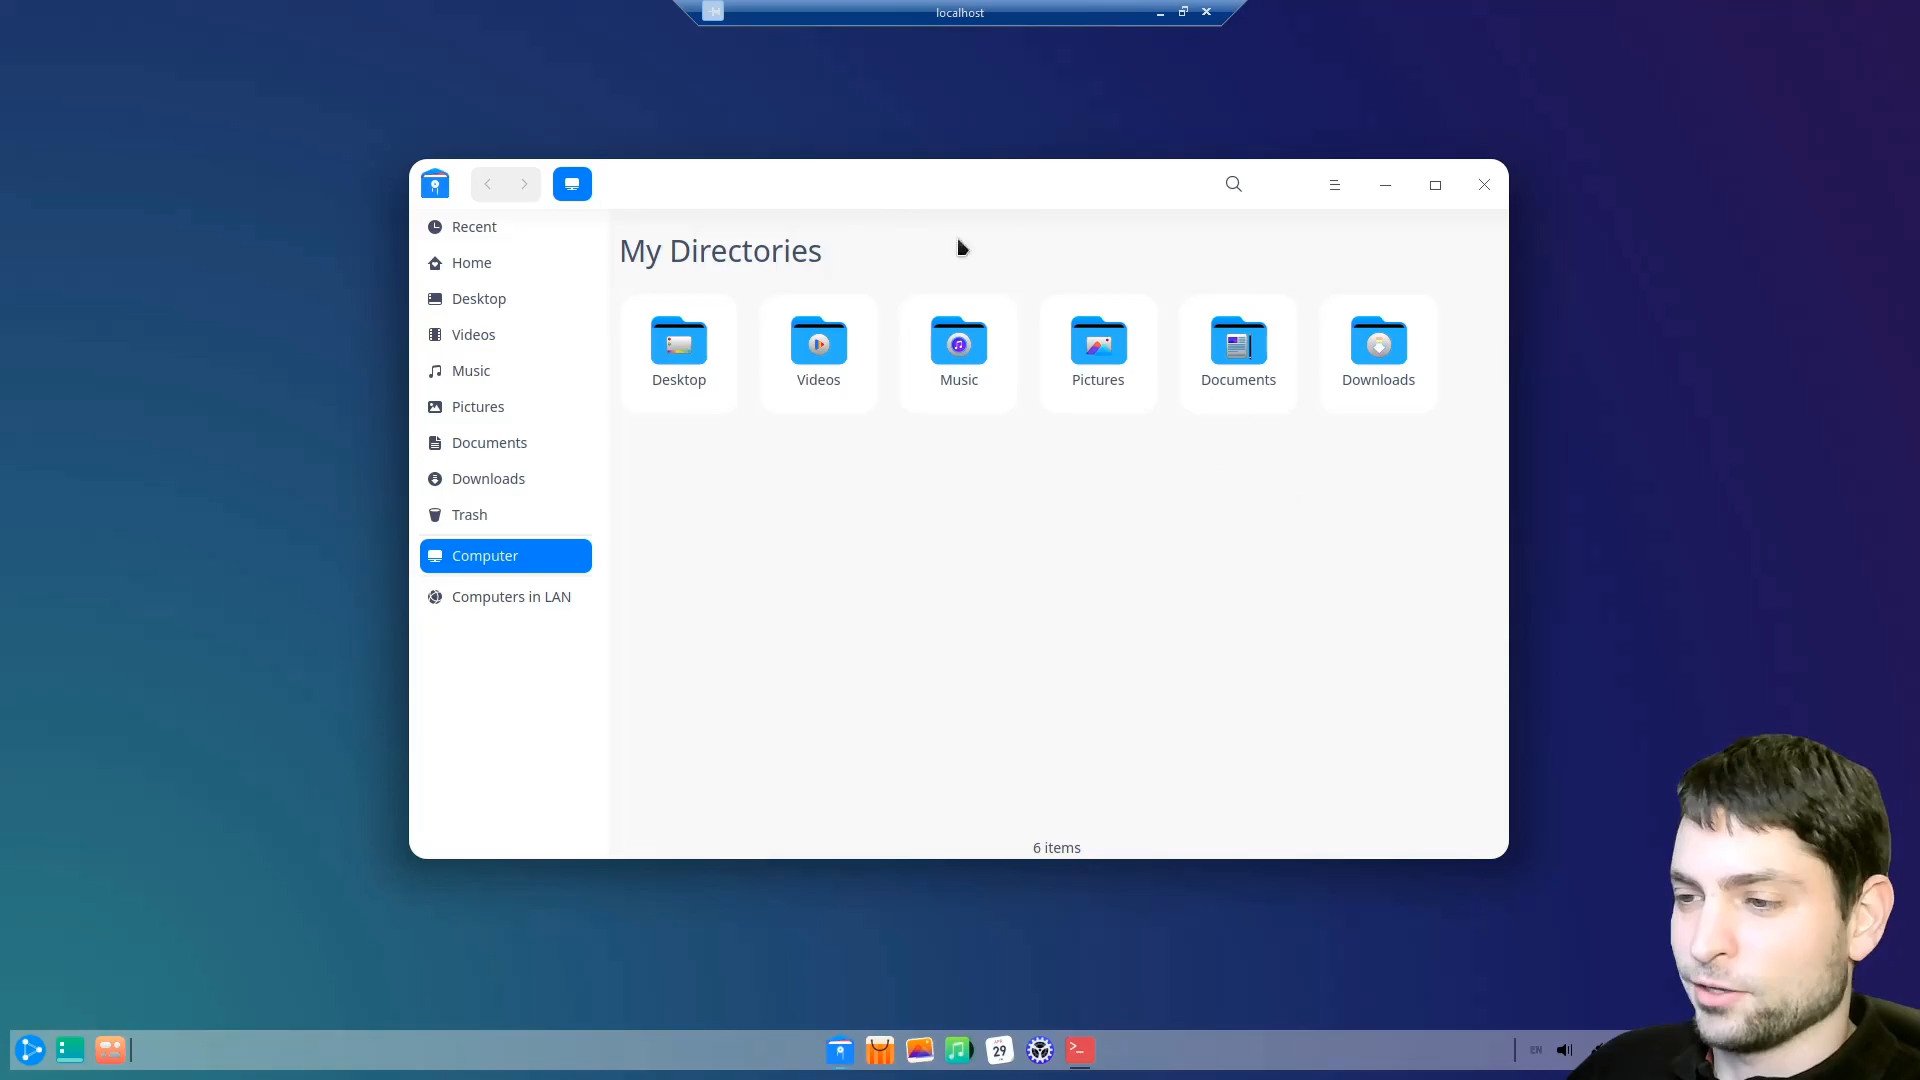 localhost
Recent
Home
Desktop
Videos
Music
Pictures
Documents
Downloads
Trash
Computer
Computers in LAN
My Directories
Desktop
Videos
Music
Pictures
Documents
Downloads
6 items
29
>_
EN